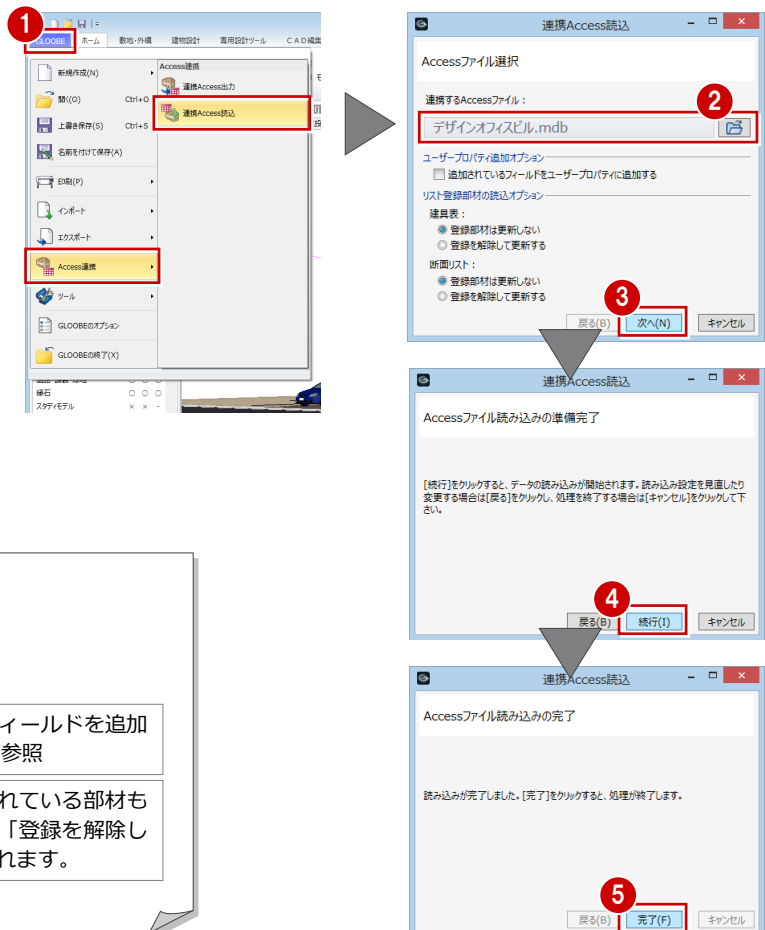 1
GLOOBE ホーム 敷地・外構 建物設計 専用設計ツール CAD編集
新規作成(N)
開く(O) Ctrl+O
上書き保存(S) Ctrl+S
名前を付けて保存(A)
印刷(P)
インポート
エクスポート
Access連携
ツール
GLOOBEのオプション
GLOOBEの終了(X)
Access連携
連携Access出力
連携Access読込
縁石
スタディモデル × × -
連携Access読込
Accessファイル選択
連携するAccessファイル：
2
デザインオフィスビル.mdb
ユーザープロパティ追加オプション
追加されているフィールドをユーザープロパティに追加する
リスト登録部材の読込オプション
建具表：
登録部材は更新しない
登録を解除して更新する
断面リスト：
登録部材は更新しない
登録を解除して更新する
3
戻る(B) 次へ(N) キャンセル
連携Access読込
Accessファイル読み込みの準備完了
[続行]をクリックすると、データの読み込みが開始されます。読み込み設定を見直したり
変更する場合は[戻る]をクリックし、処理を終了する場合は[キャンセル]をクリックして下
さい。
4
戻る(B) 続行(I) キャンセル
連携Access読込
Accessファイル読み込みの完了
読み込みが完了しました。[完了]をクリックすると、処理が終了します。
5
戻る(B) 完了(F) キャンセル
ィールドを追加
参照
れている部材も
「登録を解除し
れます。